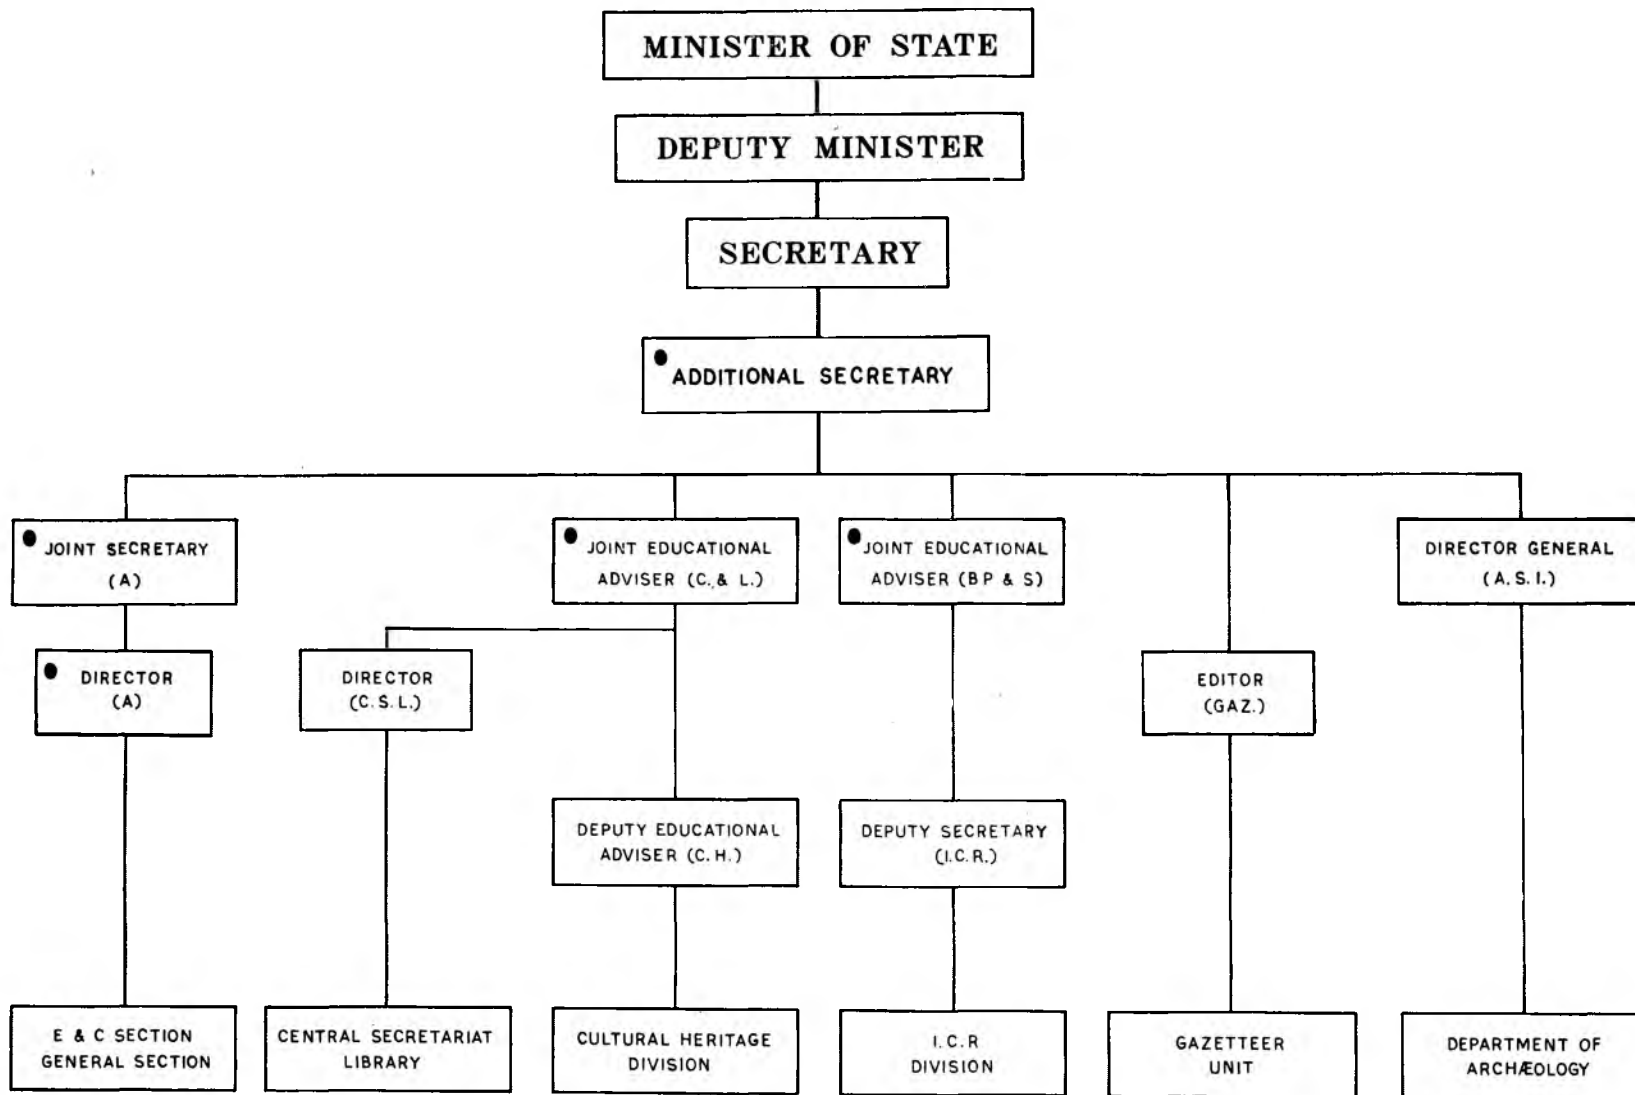 MINISTER OF STATE
DEPUTY MINISTER
SECRETARY
ADDITIONAL SECRETARY
JOINT SECRETARY
(A)
JOINT EDUCATIONAL
ADVISER (C. & L.)
JOINT EDUCATIONAL
ADVISER (BP & S)
DIRECTOR GENERAL
(A. S. I.)
DIRECTOR
(A)
DIRECTOR
(C. S. L.)
EDITOR
(GAZ.)
DEPUTY EDUCATIONAL
ADVISER (C. H.)
DEPUTY SECRETARY
(I.C.R.)
E & C SECTION
GENERAL SECTION
CENTRAL SECRETARIAT
LIBRARY
CULTURAL HERITAGE
DIVISION
I. C. R
DIVISION
GAZETTEER
UNIT
DEPARTMENT OF
ARCHÆOLOGY